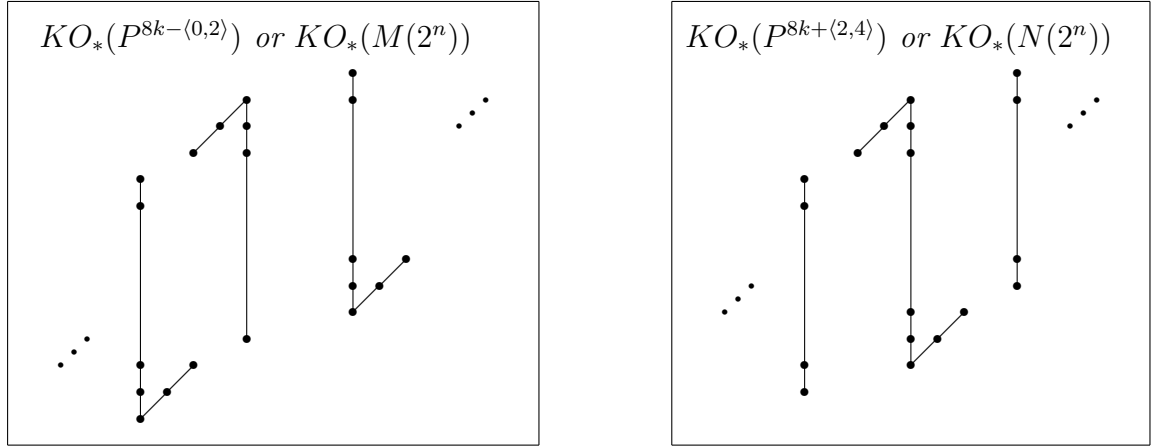 KO_*(P^{8k−⟨0,2⟩}) or KO_*(M(2^n))
KO_*(P^{8k+⟨2,4⟩}) or KO_*(N(2^n))